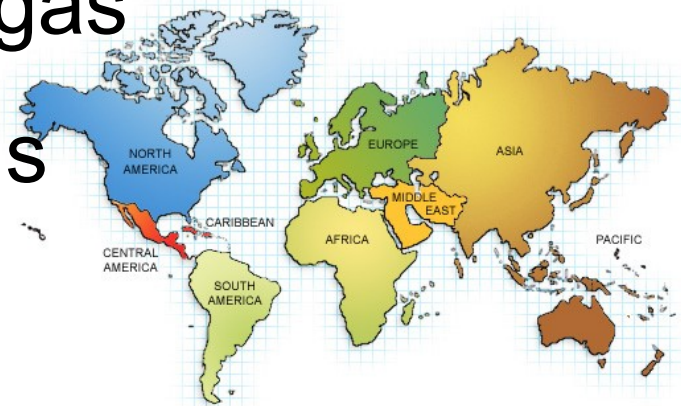 gas
s
NORTH
AMERICA
EUROPE
ASIA
MIDDLE
EAST
CARIBBEAN
AFRICA
PACIFIC
CENTRAL
AMERICA
SOUTH
AMERICA